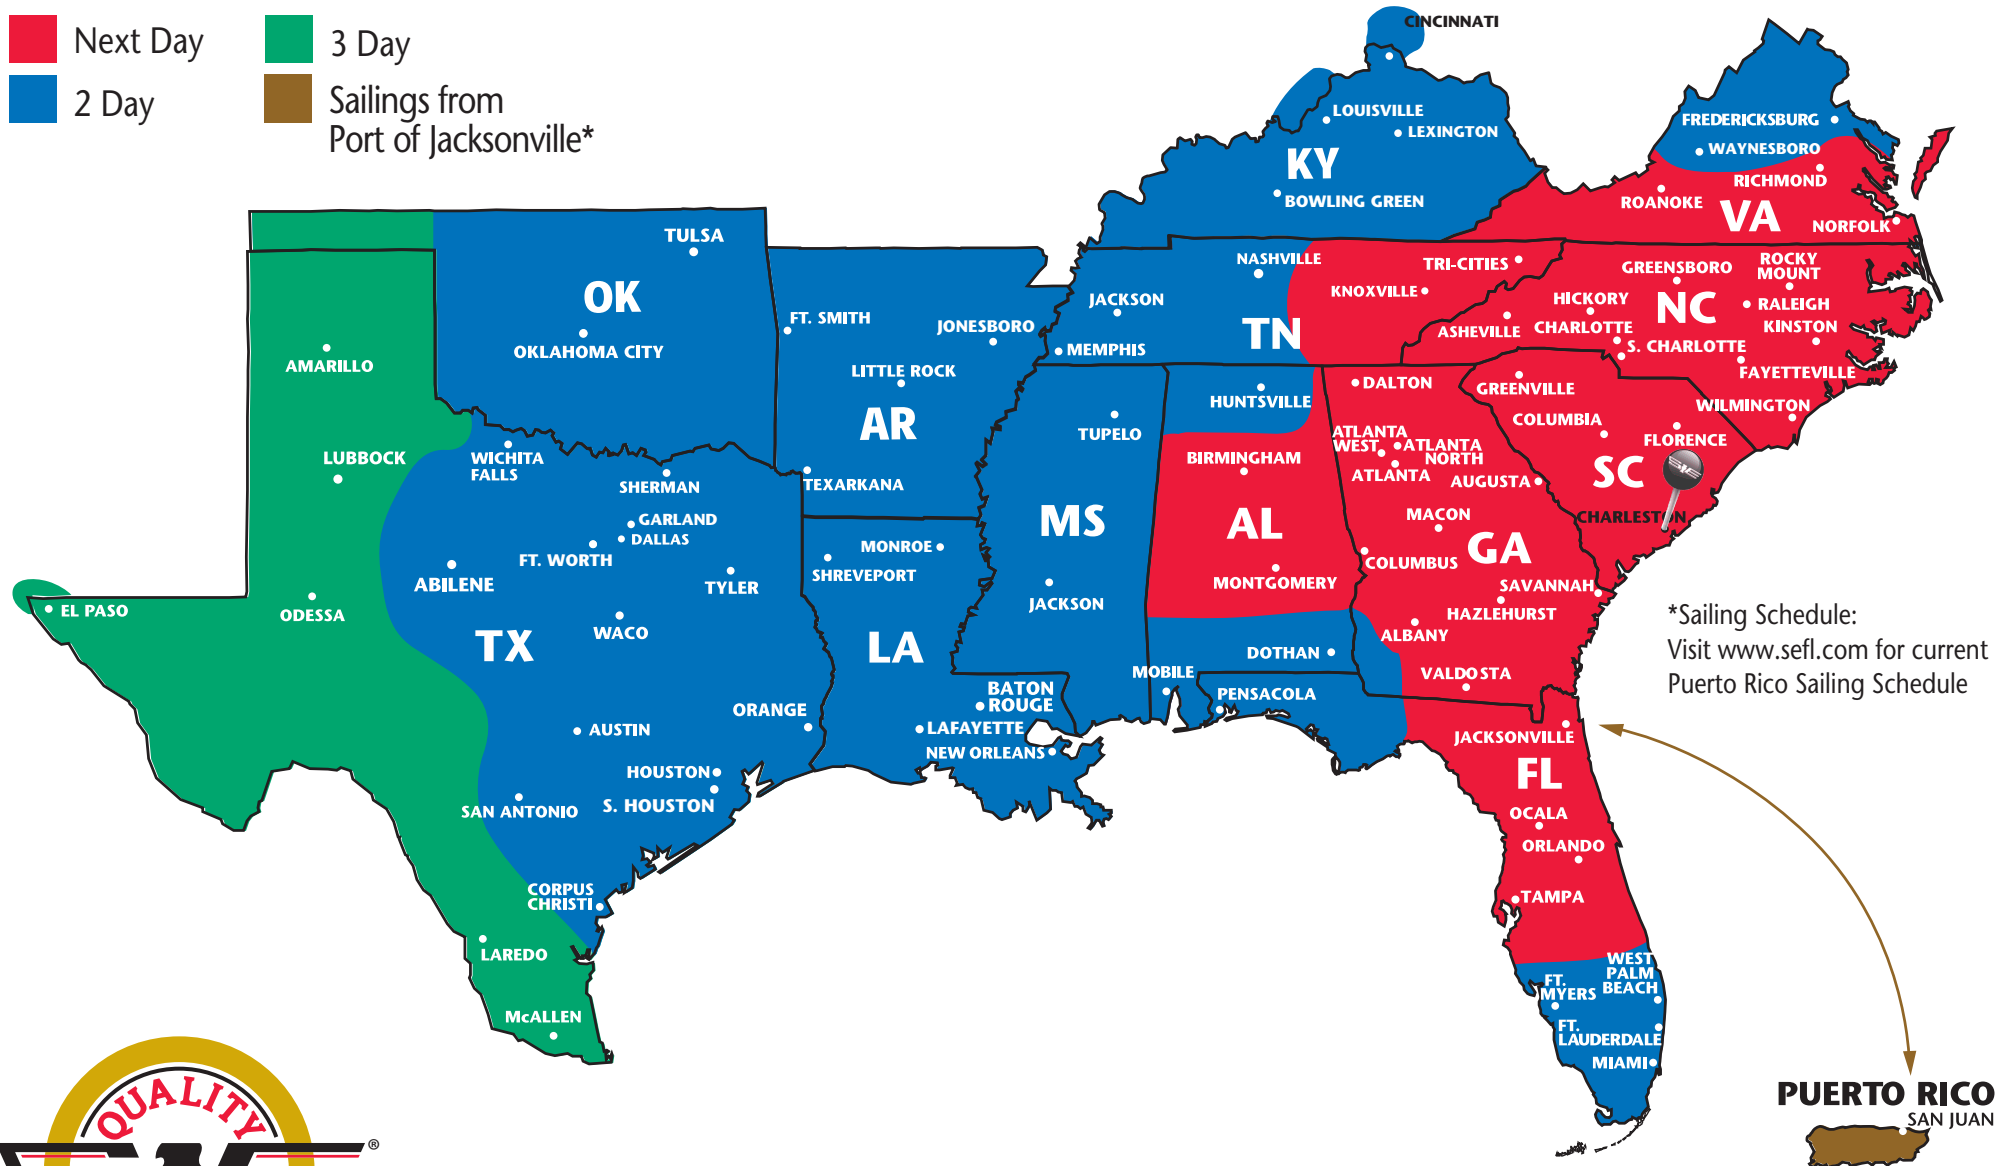 Next Day
3 Day
2 Day
Sailings from
Port of Jacksonville*
CINCINNATI
LOUISVILLE
LEXINGTON
KY
BOWLING GREEN
FREDERICKSBURG
WAYNESBORO
RICHMOND
ROANOKE
VA
NORFOLK
TULSA
OK
OKLAHOMA CITY
FT. SMITH
JONESBORO
LITTLE ROCK
AR
TEXARKANA
NASHVILLE
JACKSON
TN
MEMPHIS
TRI-CITIES
KNOXVILLE
GREENSBORO
ROCKY
MOUNT
HICKORY
NC
RALEIGH
ASHEVILLE
CHARLOTTE
KINSTON
S. CHARLOTTE
FAYETTEVILLE
WILMINGTON
AMARILLO
LUBBOCK
WICHITA
FALLS
SHERMAN
GARLAND
DALLAS
FT. WORTH
ABILENE
TYLER
EL PASO
ODESSA
WACO
TX
AUSTIN
ORANGE
HOUSTON
S. HOUSTON
SAN ANTONIO
CORPUS
CHRISTI
LAREDO
McALLEN
MONROE
SHREVEPORT
LA
BATON
ROUGE
LAFAYETTE
NEW ORLEANS
TUPELO
MS
JACKSON
HUNTSVILLE
BIRMINGHAM
AL
MONTGOMERY
DOTHAN
MOBILE
PENSACOLA
DALTON
ATLANTA
WEST
ATLANTA
NORTH
ATLANTA
AUGUSTA
MACON
GA
COLUMBUS
SAVANNAH
HAZLEHURST
ALBANY
VALDOSTA
GREENVILLE
COLUMBIA
FLORENCE
SC
CHARLESTON
JACKSONVILLE
FL
OCALA
ORLANDO
TAMPA
WEST
PALM
BEACH
FT.
MYERS
FT.
LAUDERDALE
MIAMI
*Sailing Schedule:
Visit www.sefl.com for current
Puerto Rico Sailing Schedule
PUERTO RICO
SAN JUAN
QUALITY
®